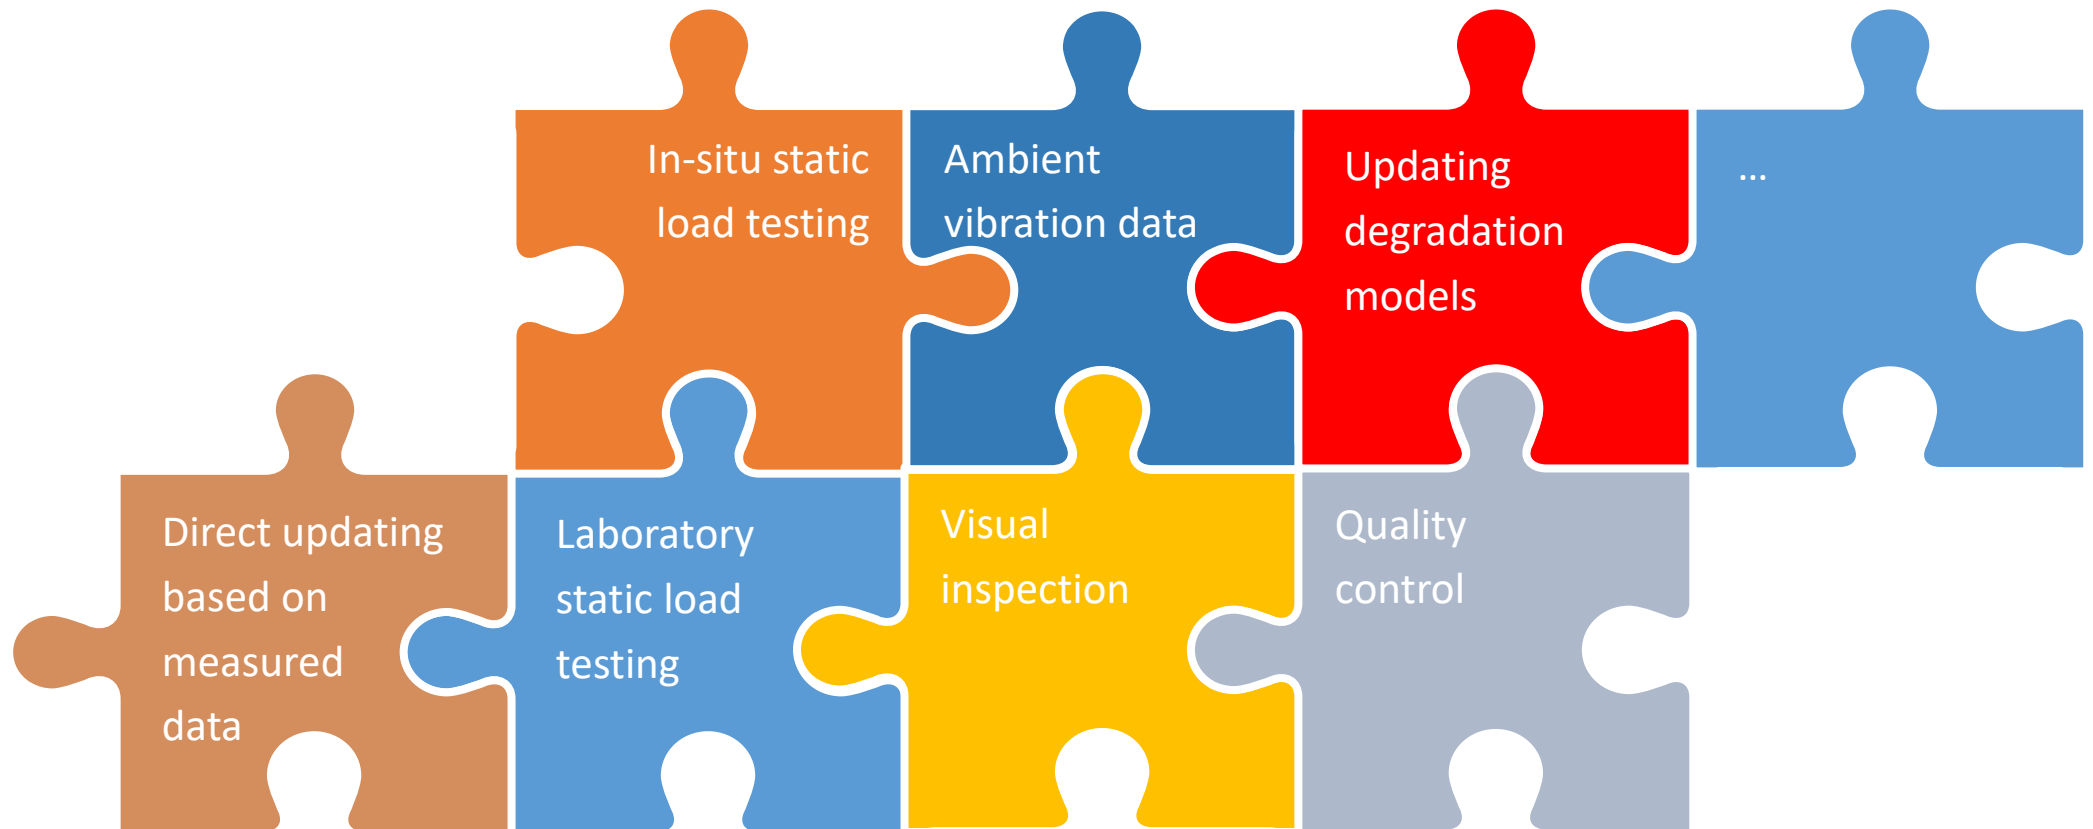 In-situ static
load testing
Ambient
vibration data
Updating
degradation
models
...
Direct updating
based on
measured
data
Laboratory
static load
testing
Visual
inspection
Quality
control